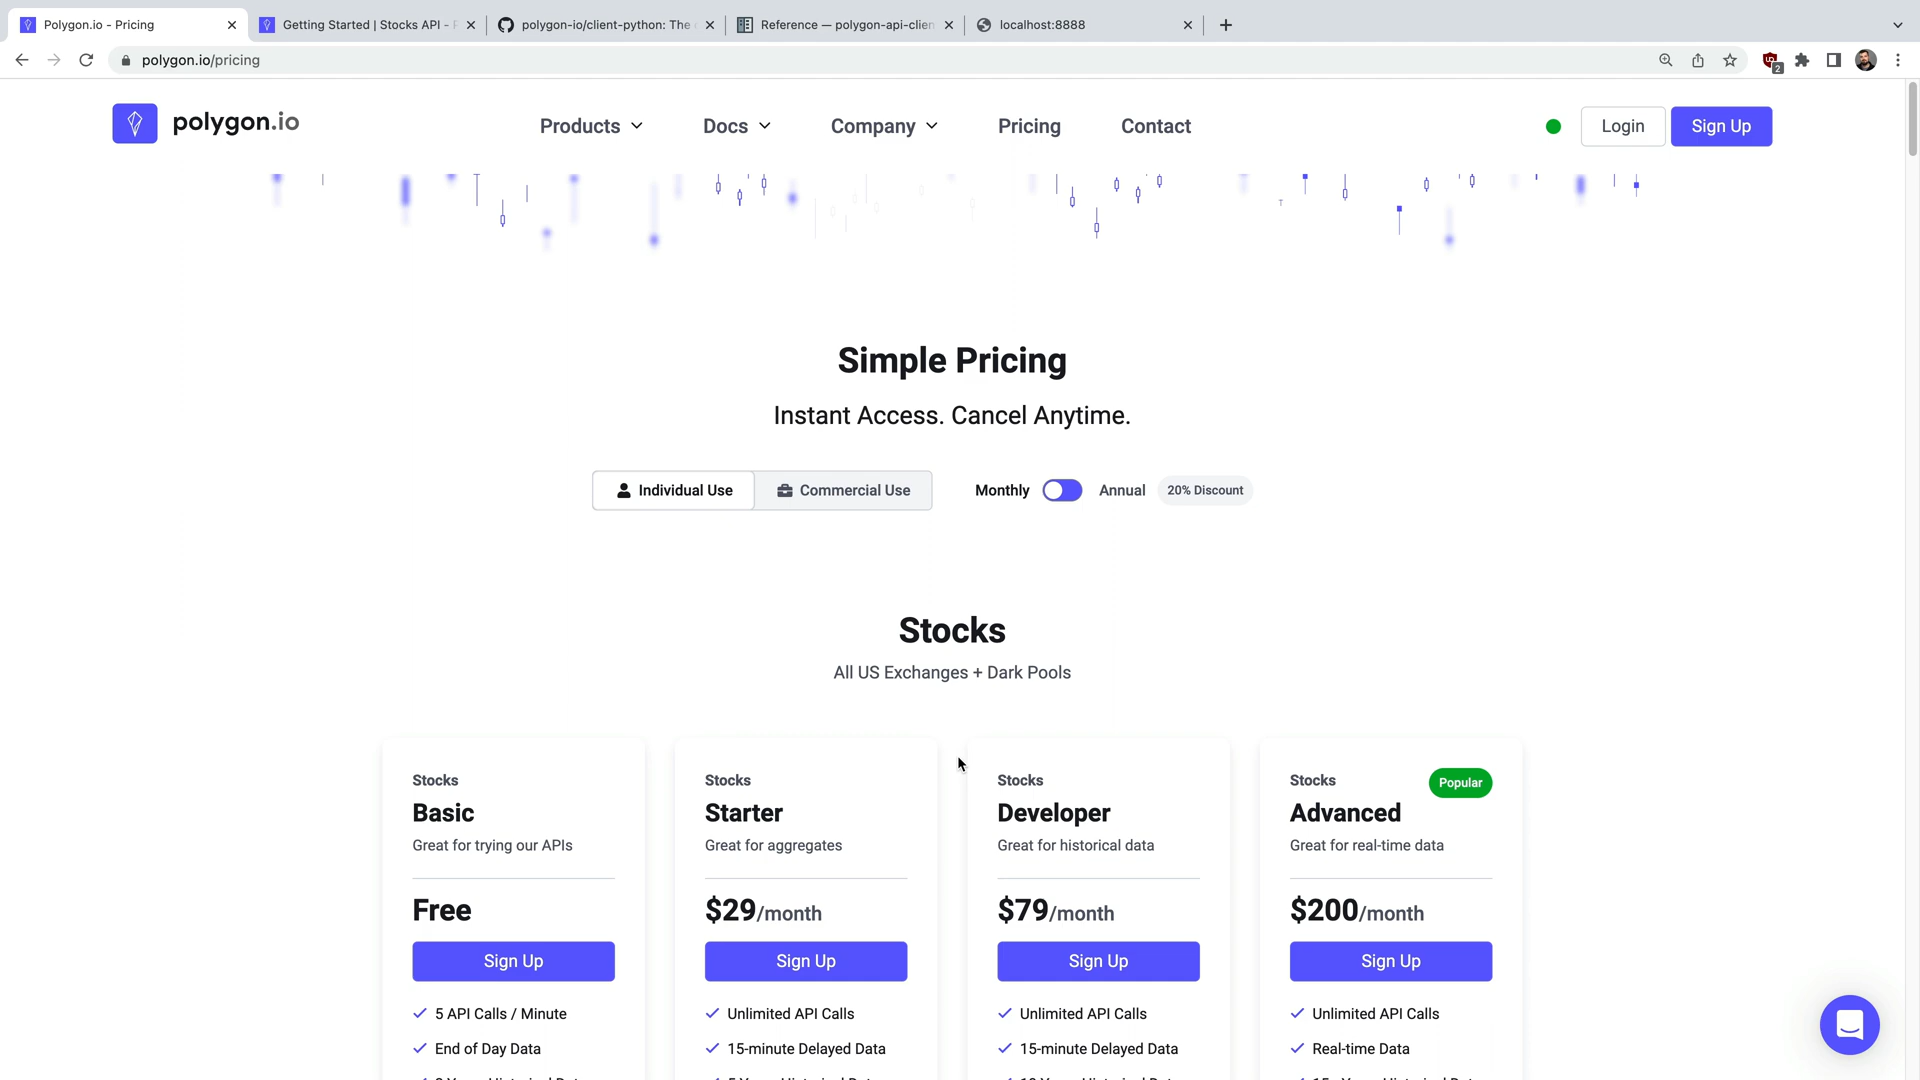 Polygon.io - Pricing
Getting Started | Stocks API -
polygon-io/client-python: The
Reference — polygon-api-clien
localhost:8888
polygon.io/pricing
2
polygon.io
Products
Docs
Company
Pricing
Contact
Login
Sign Up
Simple Pricing
Instant Access. Cancel Anytime.
Individual Use
Commercial Use
Monthly
Annual
20% Discount
Stocks
All US Exchanges + Dark Pools
Stocks
Basic
Great for trying our APIs
Free
Sign Up
5 API Calls / Minute
End of Day Data
Stocks
Starter
Great for aggregates
$29/month
Sign Up
Unlimited API Calls
15-minute Delayed Data
Stocks
Developer
Great for historical data
$79/month
Sign Up
Unlimited API Calls
15-minute Delayed Data
Stocks
Popular
Advanced
Great for real-time data
$200/month
Sign Up
Unlimited API Calls
Real-time Data